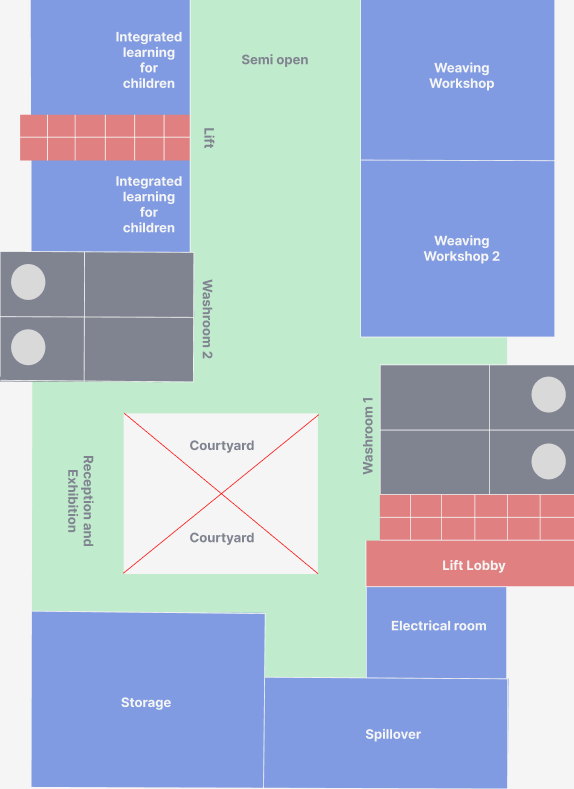 Integrated
learning
for
children
Semi open
Weaving
Workshop
Lift
Integrated
learning
for
children
Weaving
Workshop 2
Washroom 2
Washroom 1
Courtyard
Reception and
Exhibition
Courtyard
Lift Lobby
Electrical room
Storage
Spillover